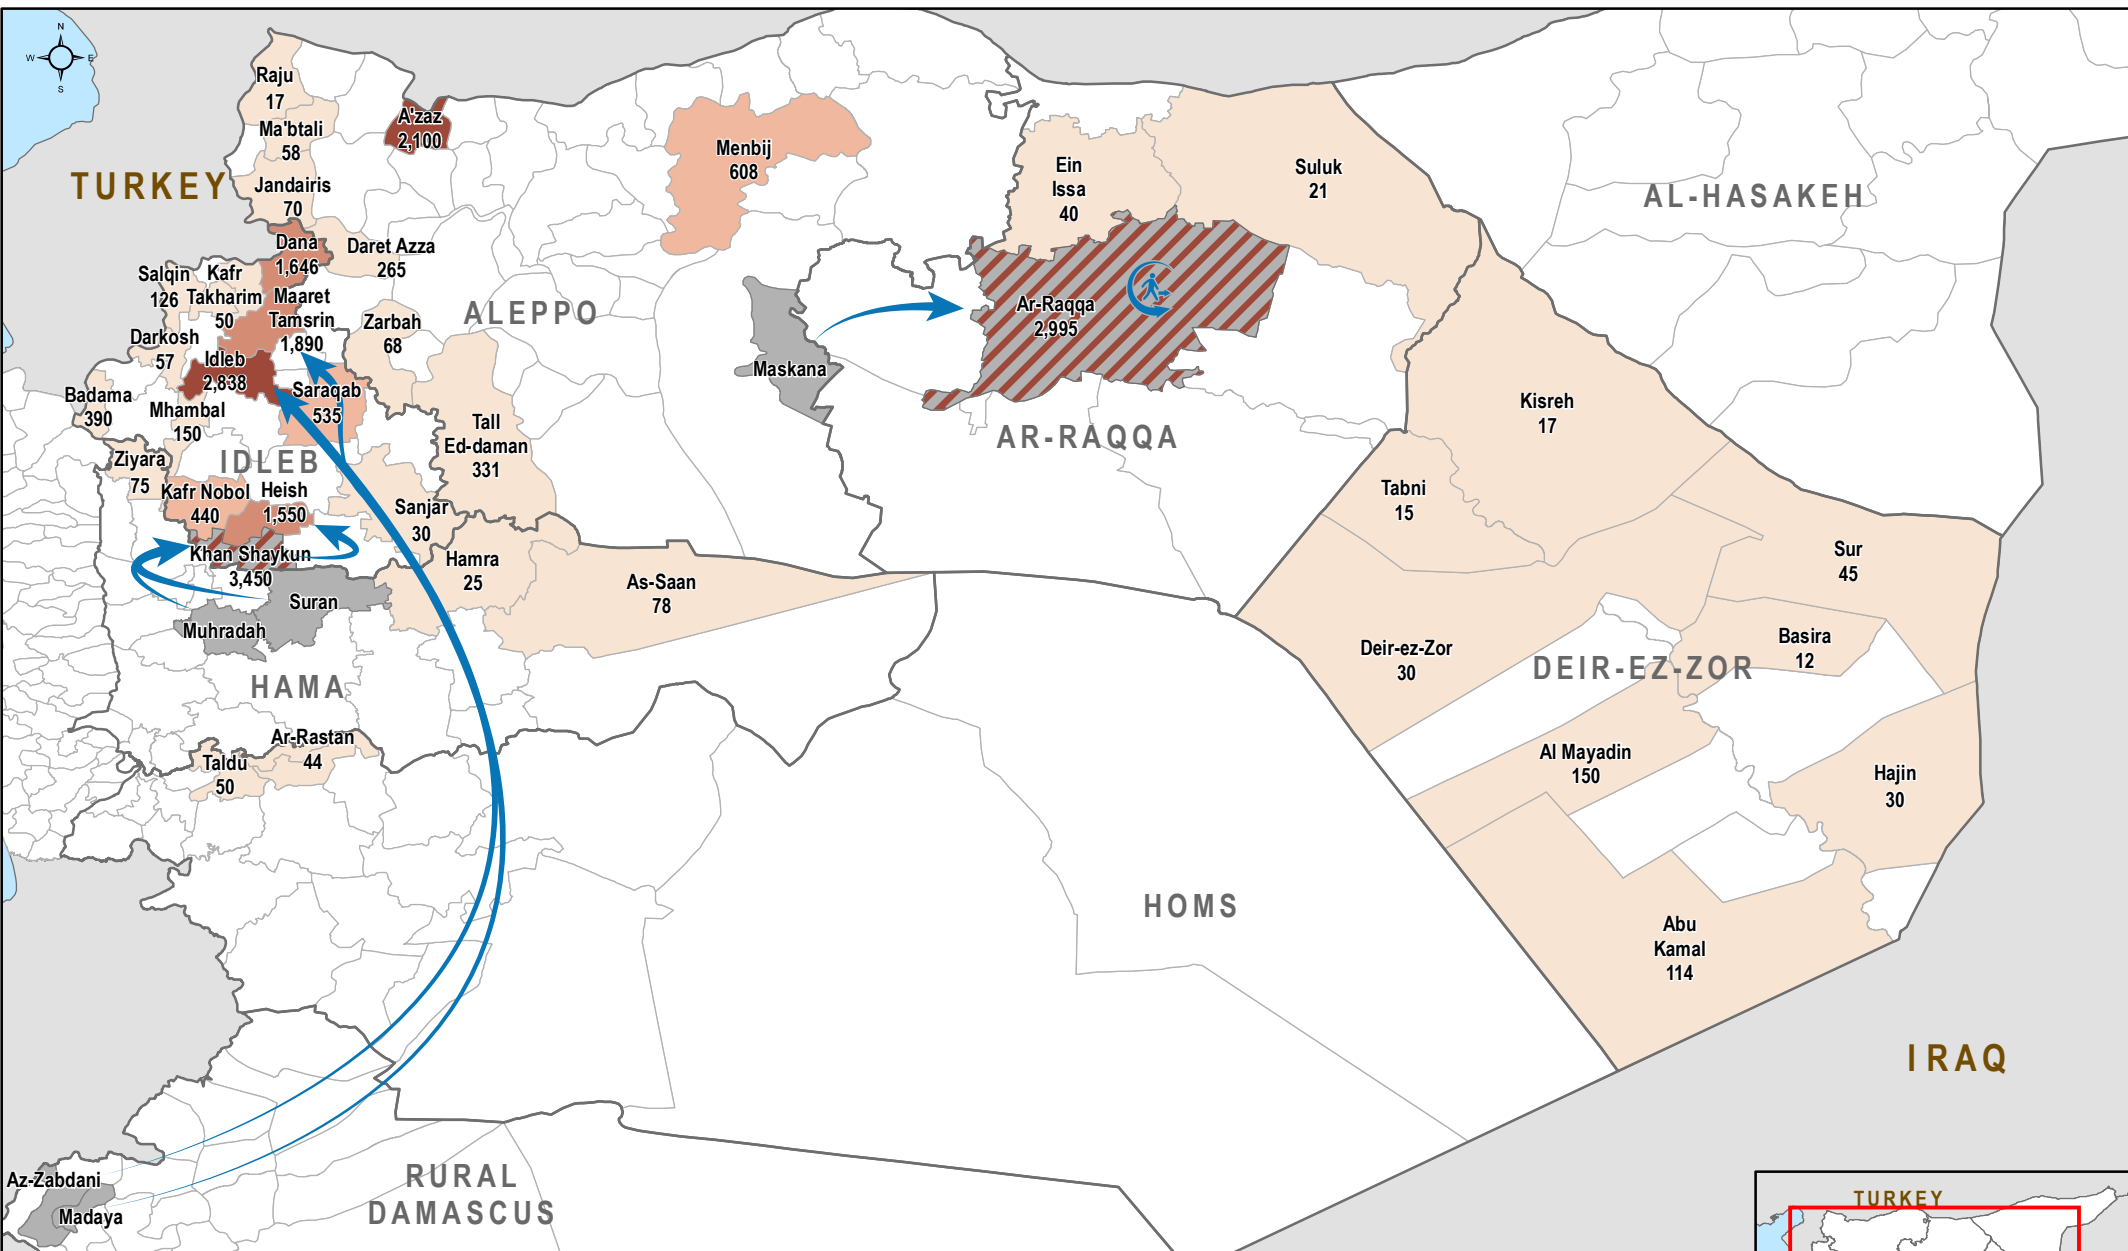 N
W
E
S
Raju
17
Ma'btali
58
A'zaz
2,100
Menbij
608
TURKEY
Jandairis
70
Ein
Issa
40
Suluk
21
AL-HASAKEH
Dana
1,646
Daret Azza
265
Salqin
126
Kafr
Takharim
50
Maaret
Tamsrin
1,890
ALEPPO
Zarbah
68
Ar-Raqqa
2,995
Darkosh
57
Idleb
2,838
Maskana
Saraqab
535
Badama
390
Mhambal
150
Tall
Ed-daman
331
AR-RAQQA
Kisreh
17
Ziyara
75
IDLEB
Kafr Nobol
440
Heish
1,550
Sanjar
30
Tabni
15
Khan Shaykun
3,450
Hamra
25
As-Saan
78
Sur
45
Suran
Muhradah
Basira
12
Deir-ez-Zor
30
DEIR-EZ-ZOR
HAMA
Ar-Rastan
44
Taldu
50
Al Mayadin
150
Hajin
30
HOMS
Abu
Kamal
114
IRAQ
Az-Zabdani
Madaya
RURAL
DAMASCUS
TURKEY